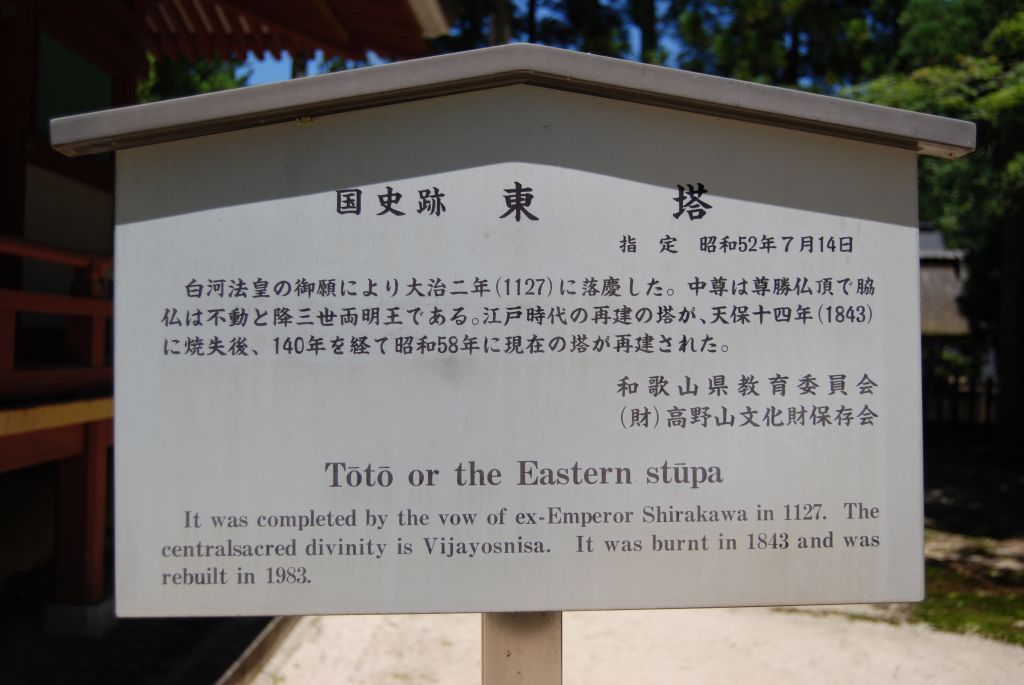 国史跡 東 塔
指 定 昭和52年7月14日
白河法皇の御願により大治二年(1127)に落慶した。中尊は尊勝仏頂で脇
仏は不動と降三世両明王である。江戸時代の再建の塔が、天保十四年(1843)
に焼失後、140年を経て昭和58年に現在の塔が再建された。
和歌山県教育委員会
(財)高野山文化財保存会
Tōtō or the Eastern stūpa
It was completed by the vow of ex-Emperor Shirakawa in 1127. The
centralsacred divinity is Vijayosnisa. It was burnt in 1843 and was
rebuilt in 1983.